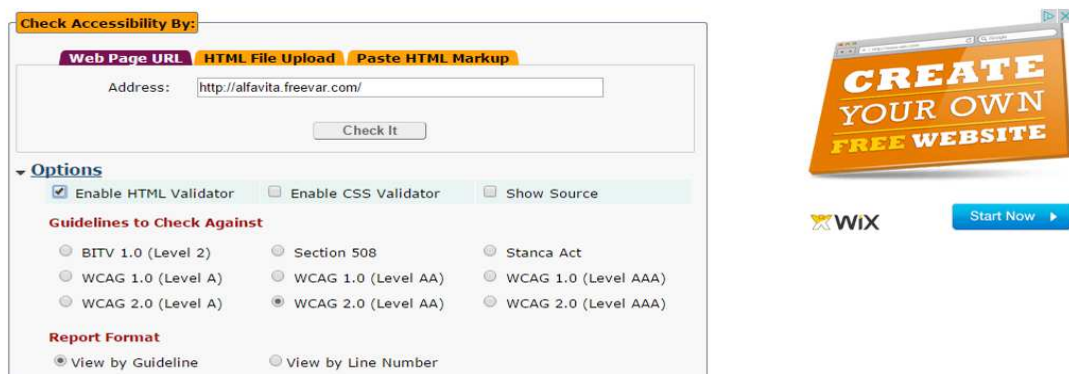 Check Accessibility By:
Web Page URL HTML File Upload Paste HTML Markup
Address: http://alfavita.freevar.com/
Check It
Options
Enable HTML Validator Enable CSS Validator Show Source
Guidelines to Check Against
BITV 1.0 (Level 2) Section 508 Stanca Act
WCAG 1.0 (Level A) WCAG 1.0 (Level AA) WCAG 1.0 (Level AAA)
WCAG 2.0 (Level A) WCAG 2.0 (Level AA) WCAG 2.0 (Level AAA)
Report Format
View by Guideline View by Line Number
CREATE
YOUR OWN
FREE WEBSITE
WiX
Start Now